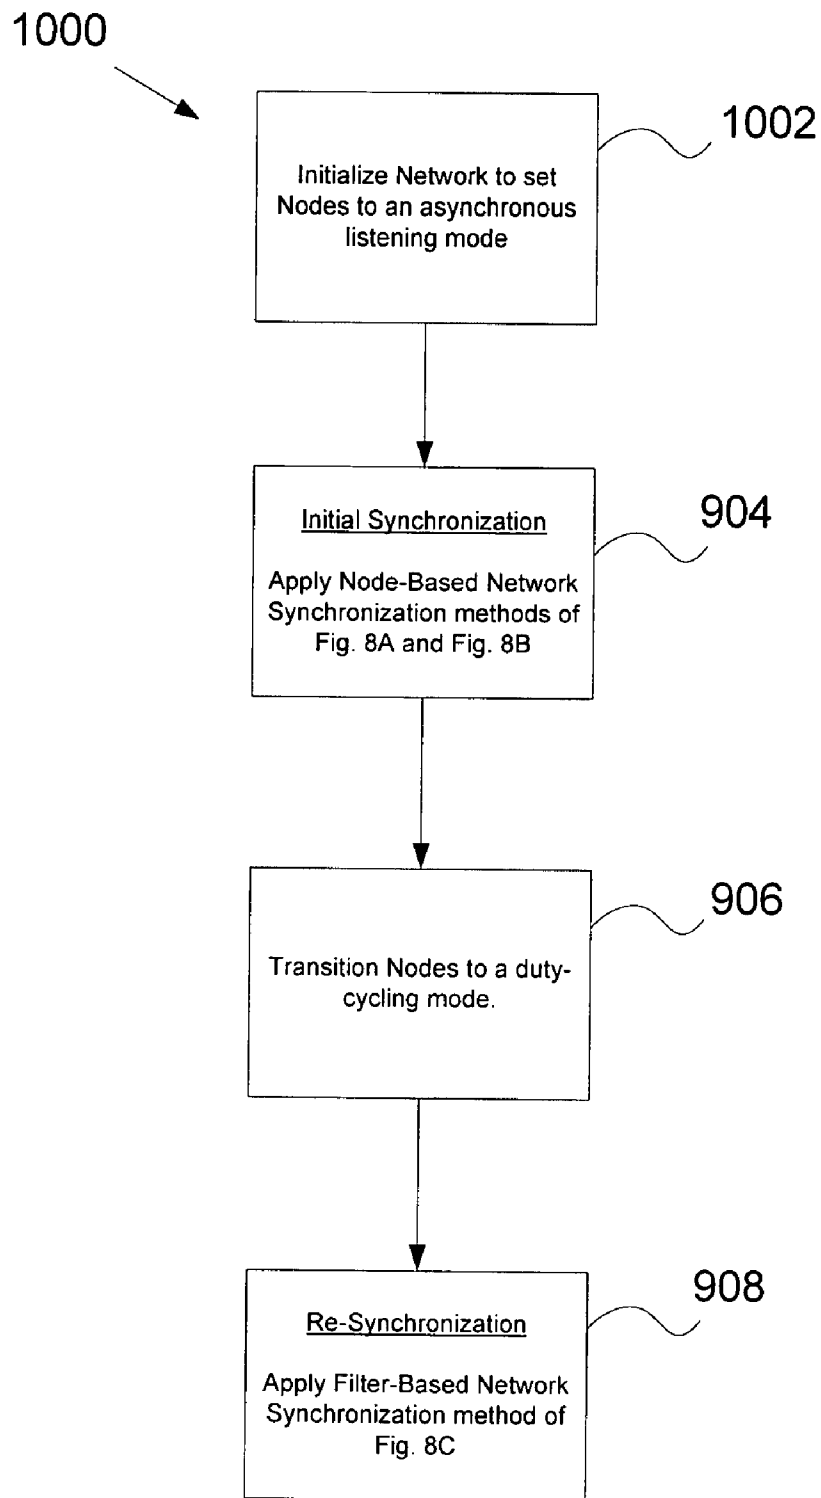 1000
1002
Initialize Network to set
Nodes to an asynchronous
listening mode
904
Initial Synchronization
Apply Node-Based Network
Synchronization methods of
Fig. 8A and Fig. 8B
906
Transition Nodes to a duty-
cycling mode.
908
Re-Synchronization
Apply Filter-Based Network
Synchronization method of
Fig. 8C